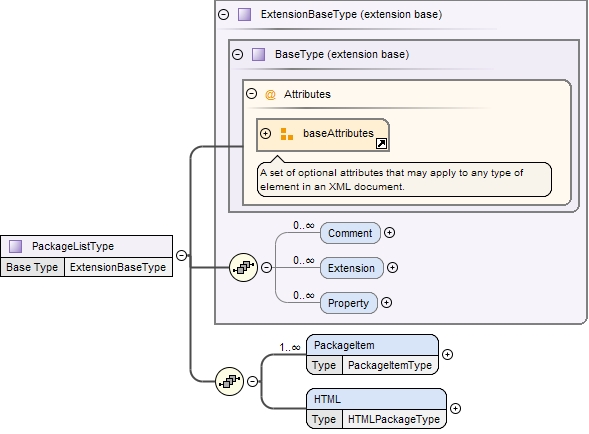 ExtensionBaseType (extension base)
BaseType (extension base)
@ Attributes
baseAttributes
A set of optional attributes that may apply to any type of
element in an XML document.
PackageListType
Base Type ExtensionBaseType
0..∞
Comment
0..∞
Extension
0..∞
Property
1..∞
PackageItem
Type PackageItemType
HTML
Type HTMLPackageType